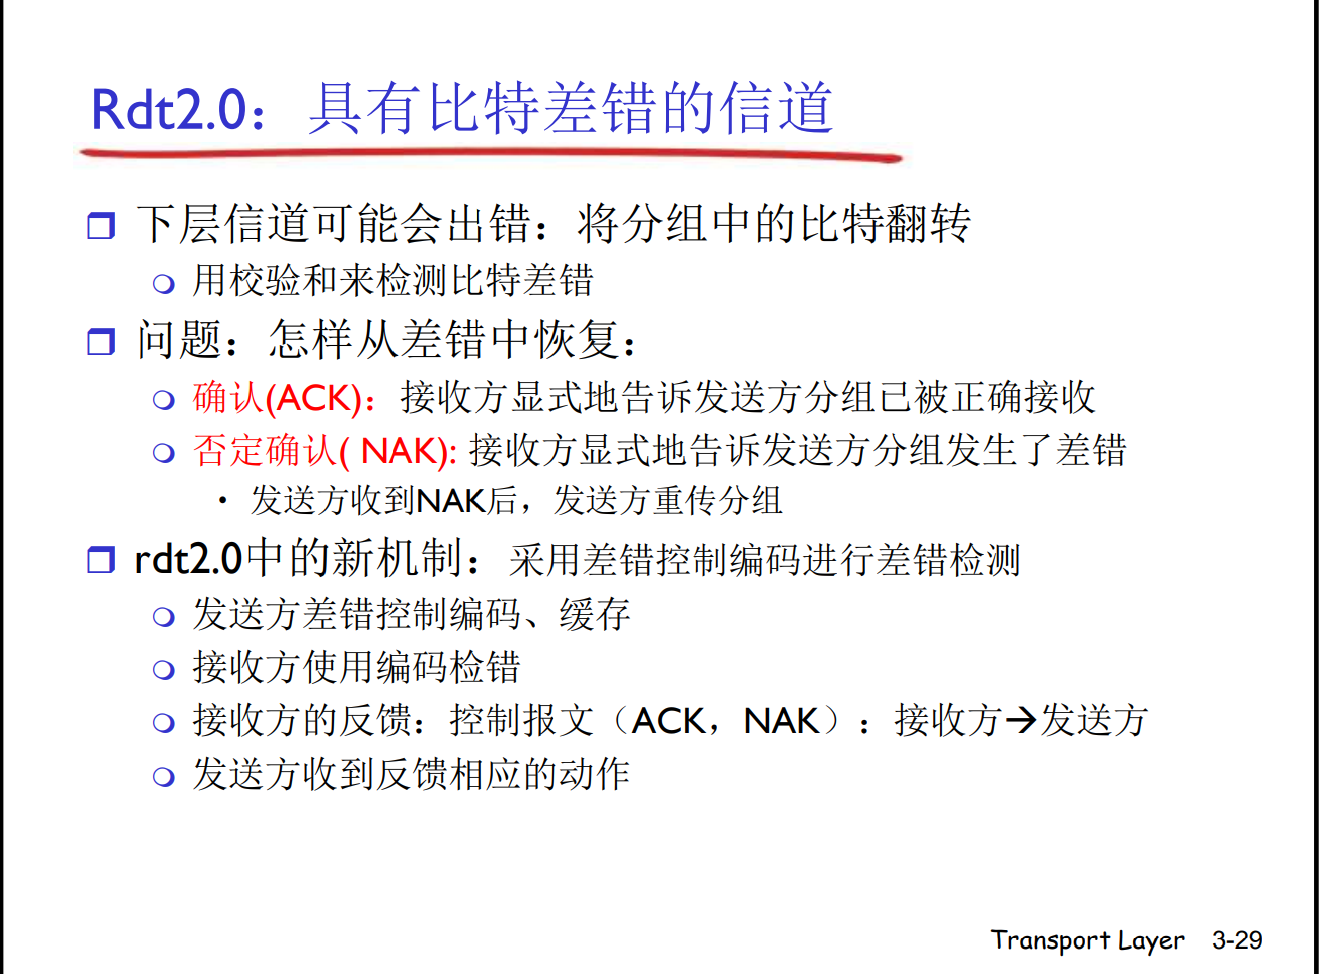 Rdt2.0：具有比特差错的信道
下层信道可能会出错：将分组中的比特翻转
用校验和来检测比特差错
问题：怎样从差错中恢复：
确认(ACK)：接收方显式地告诉发送方分组已被正确接收
否定确认( NAK): 接收方显式地告诉发送方分组发生了差错
• 发送方收到NAK后，发送方重传分组
rdt2.0中的新机制：采用差错控制编码进行差错检测
发送方差错控制编码、缓存
接收方使用编码检错
接收方的反馈：控制报文（ACK，NAK）：接收方→发送方
发送方收到反馈相应的动作
Transport Layer 3-29